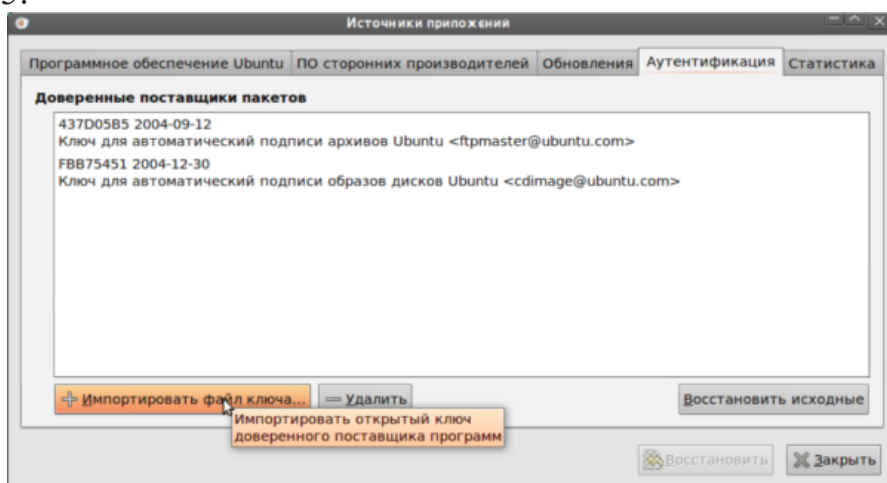 Источники приложений
Программное обеспечение Ubuntu ПО сторонних производителей Обновления Аутентификация Статистика
Доверенные поставщики пакетов
437D05B5 2004-09-12
Ключ для автоматический подписи архивов Ubuntu <ftpmaster@ubuntu.com>
FBB75451 2004-12-30
Ключ для автоматический подписи образов дисков Ubuntu <cdimage@ubuntu.com>
Импортировать файл ключа... Удалить Восстановить исходные
Импортировать открытый ключ
доверенного поставщика программ
Восстановить Закрыть